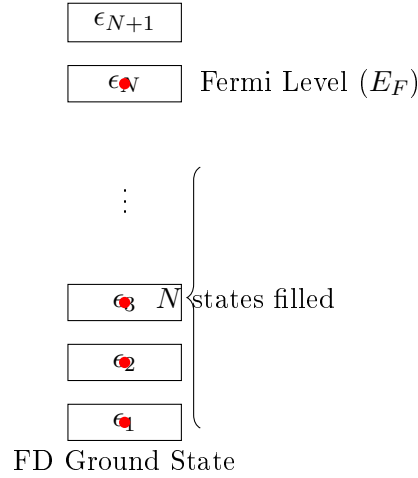 ϵ_{N+1}
ϵ_N Fermi Level (E_F)
⋮
ϵ_3 N states filled
ϵ_2
ϵ_1
FD Ground State